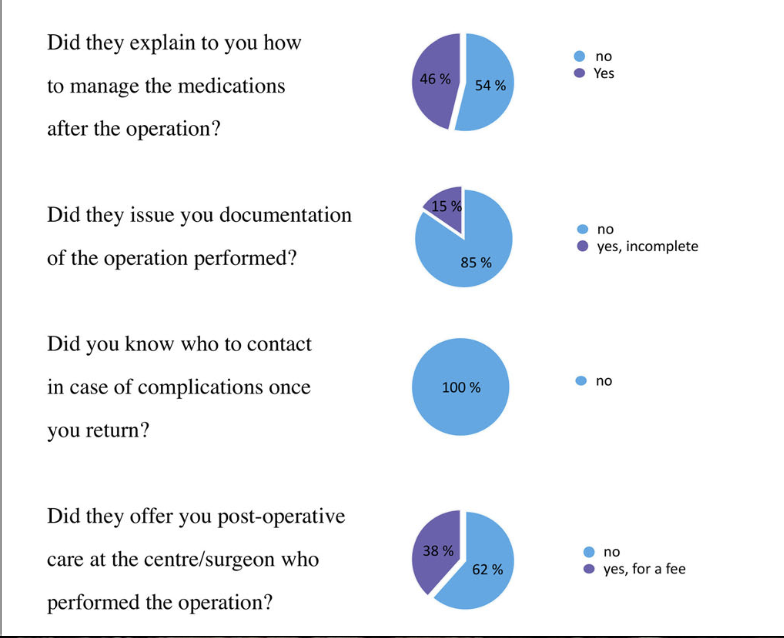 Did they explain to you how
to manage the medications
after the operation?
46 %
54 %
no
Yes
Did they issue you documentation
of the operation performed?
15 %
85 %
no
yes, incomplete
Did you know who to contact
in case of complications once
you return?
100 %
no
Did they offer you post-operative
care at the centre/surgeon who
performed the operation?
38 %
62 %
no
yes, for a fee